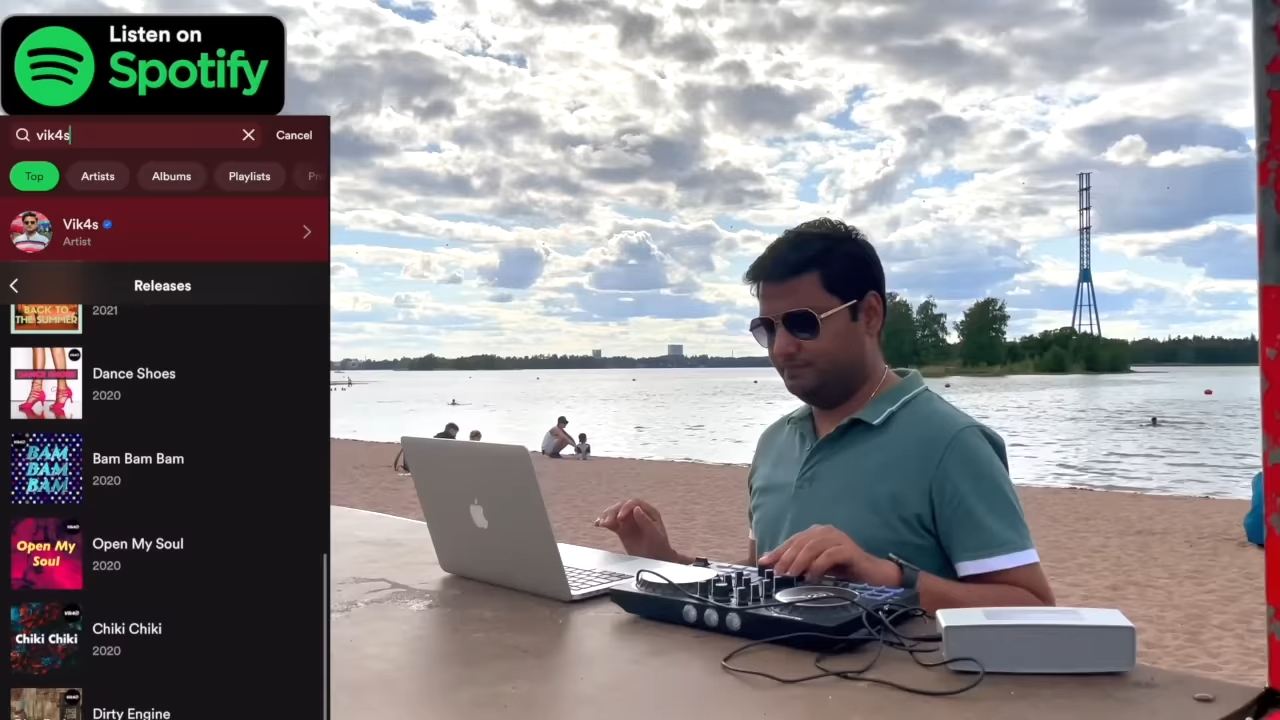 Listen on
Spotify
vik4s
Cancel
Top
Artists
Albums
Playlists
Vik4s
Artist
Releases
BACK TO
THE SUMMER
2021
DANCE SHOES
Dance Shoes
2020
BAM
BAM
BAM
Bam Bam Bam
2020
Open My
Soul
Open My Soul
2020
Chiki Chiki
Chiki Chiki
2020
Dirty Engine